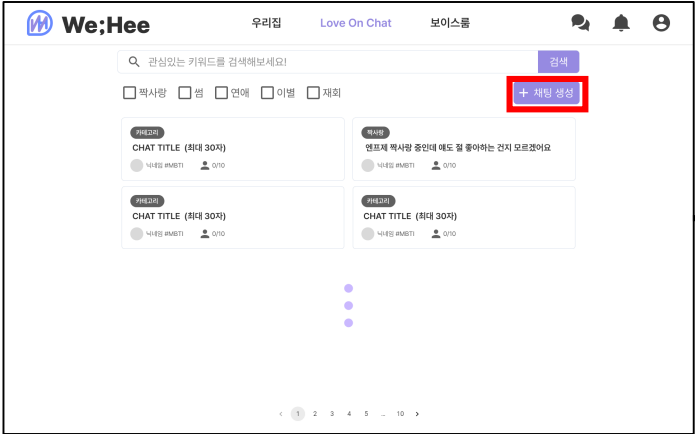 We;Hee 우리집 Love On Chat 보이스룸
관심있는 키워드를 검색해보세요! 검색
짝사랑 썸 연애 이별 재회 + 채팅 생성
카테고리
CHAT TITLE (최대 30자)
닉네임 #MBTI 0/10
짝사랑
엔프제 짝사랑 중인데 얘도 절 좋아하는 건지 모르겠어요
닉네임 #MBTI 0/10
카테고리
CHAT TITLE (최대 30자)
닉네임 #MBTI 0/10
카테고리
CHAT TITLE (최대 30자)
닉네임 #MBTI 0/10
< 1 2 3 4 5 ... 10 >